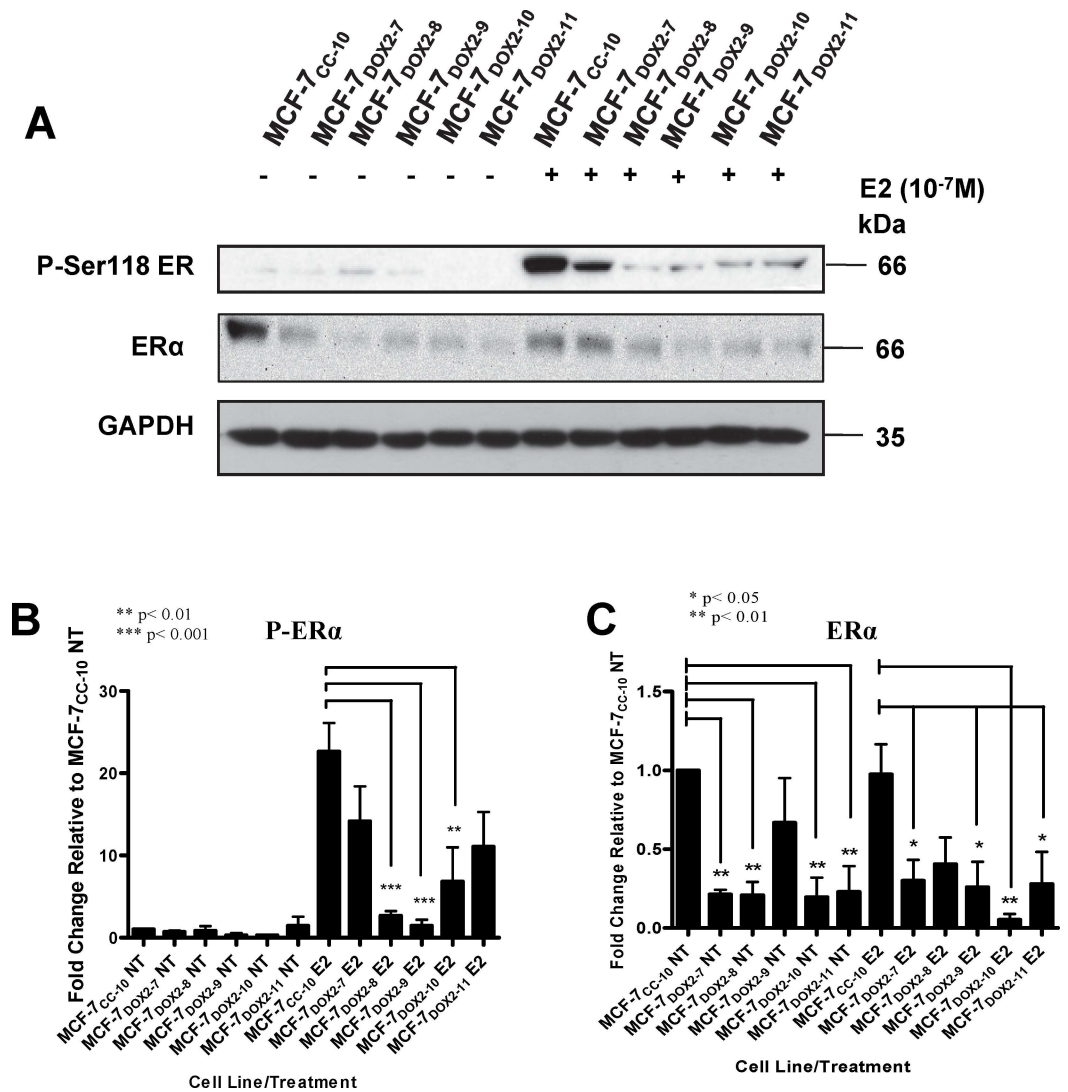 A
MCF-7CC-10 MCF-7DOX2-7 MCF-7DOX2-8 MCF-7DOX2-9 MCF-7DOX2-10 MCF-7DOX2-11 MCF-7CC-10 MCF-7DOX2-7 MCF-7DOX2-8 MCF-7DOX2-9 MCF-7DOX2-10 MCF-7DOX2-11
- - - - - - + + + + + + E2 (10-7M)
kDa
P-Ser118 ER 66
ERα 66
GAPDH 35
B
** p< 0.01
*** p< 0.001
P-ERα
Fold Change Relative to MCF-7CC-10 NT
30
20
10
0
*** *** **
MCF-7CC-10 NT
MCF-7DOX2-7 NT
MCF-7DOX2-8 NT
MCF-7DOX2-9 NT
MCF-7DOX2-10 NT
MCF-7DOX2-11 NT
MCF-7CC-10 E2
MCF-7DOX2-7 E2
MCF-7DOX2-8 E2
MCF-7DOX2-9 E2
MCF-7DOX2-10 E2
MCF-7DOX2-11 E2
Cell Line/Treatment
C
* p< 0.05
** p< 0.01
ERα
Fold Change Relative to MCF-7CC-10 NT
1.5
1.0
0.5
0.0
** ** ** ** * * ** *
MCF-7CC-10 NT
MCF-7DOX2-7 NT
MCF-7DOX2-8 NT
MCF-7DOX2-9 NT
MCF-7DOX2-10 NT
MCF-7DOX2-11 NT
MCF-7CC-10 E2
MCF-7DOX2-7 E2
MCF-7DOX2-8 E2
MCF-7DOX2-9 E2
MCF-7DOX2-10 E2
MCF-7DOX2-11 E2
Cell Line/Treatment